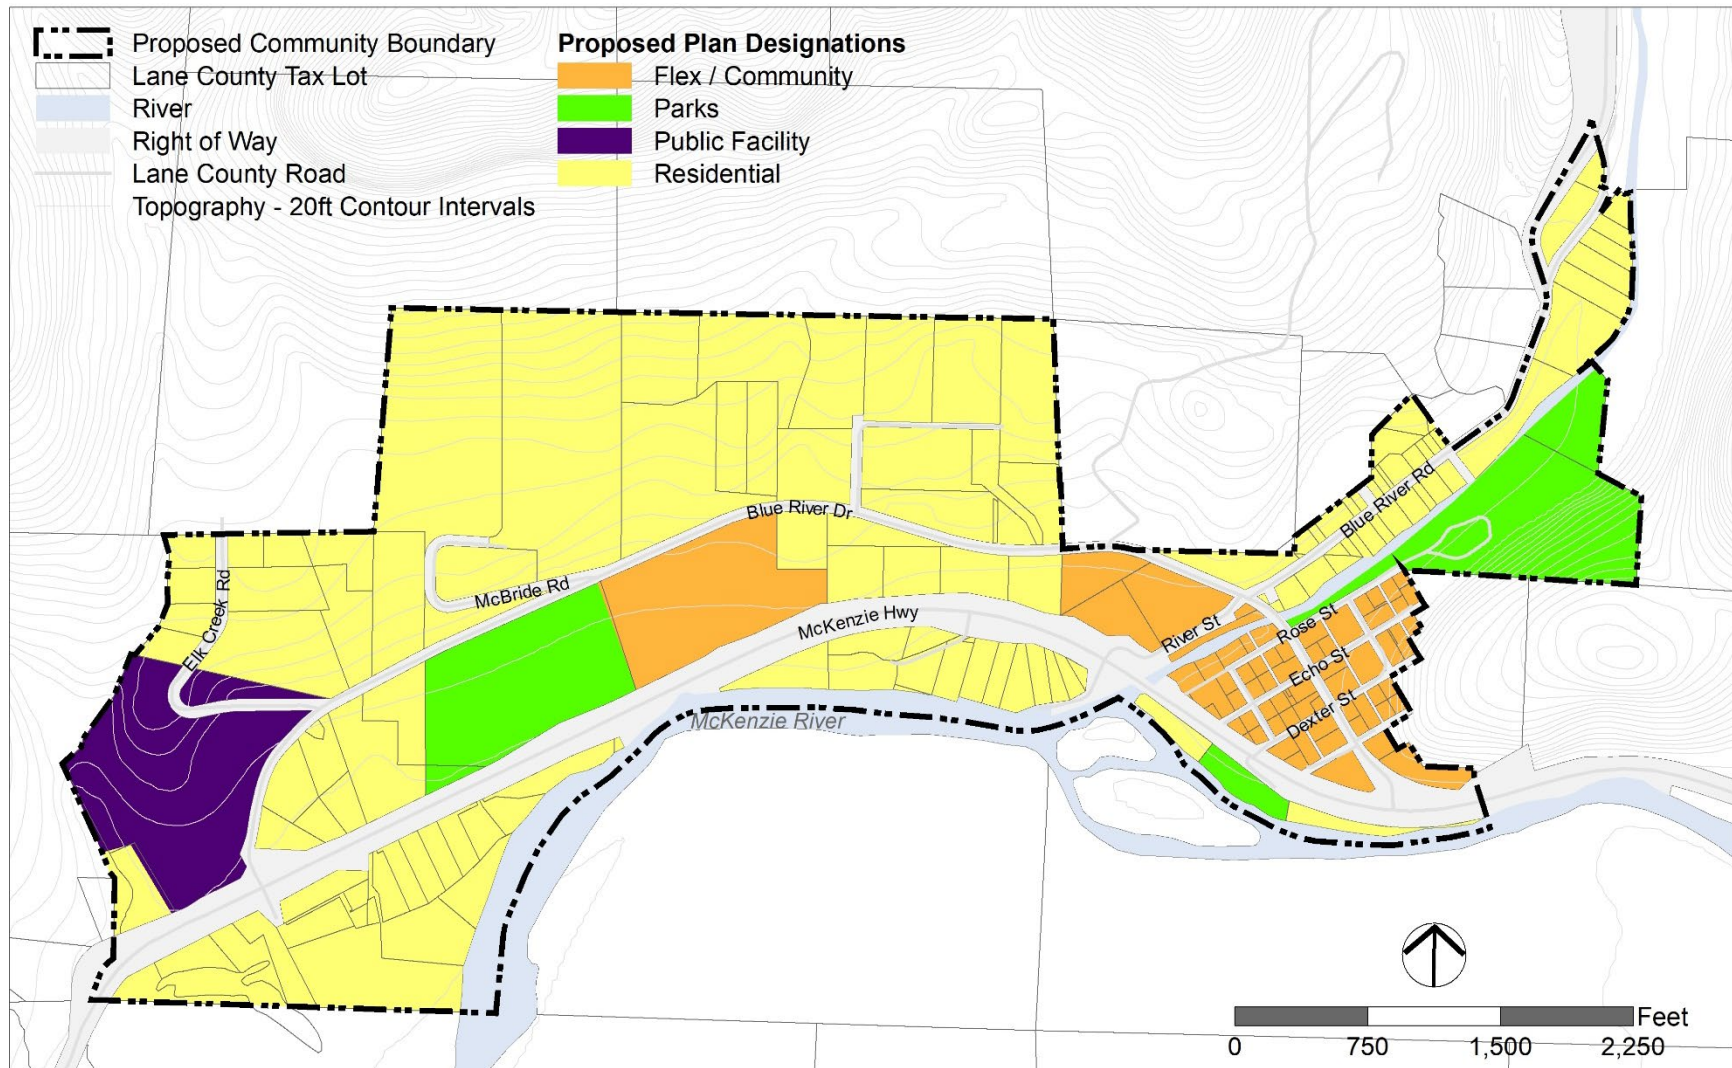 Proposed Community Boundary
Lane County Tax Lot
River
Right of Way
Lane County Road
Topography - 20ft Contour Intervals
Proposed Plan Designations
Flex / Community
Parks
Public Facility
Residential
Blue River Rd
Blue River Dr
McBride Rd
Elk Creek Rd
McKenzie Hwy
River St
Rose St
Echo St
Dexter St
McKenzie River
Feet
0 750 1,500 2,250